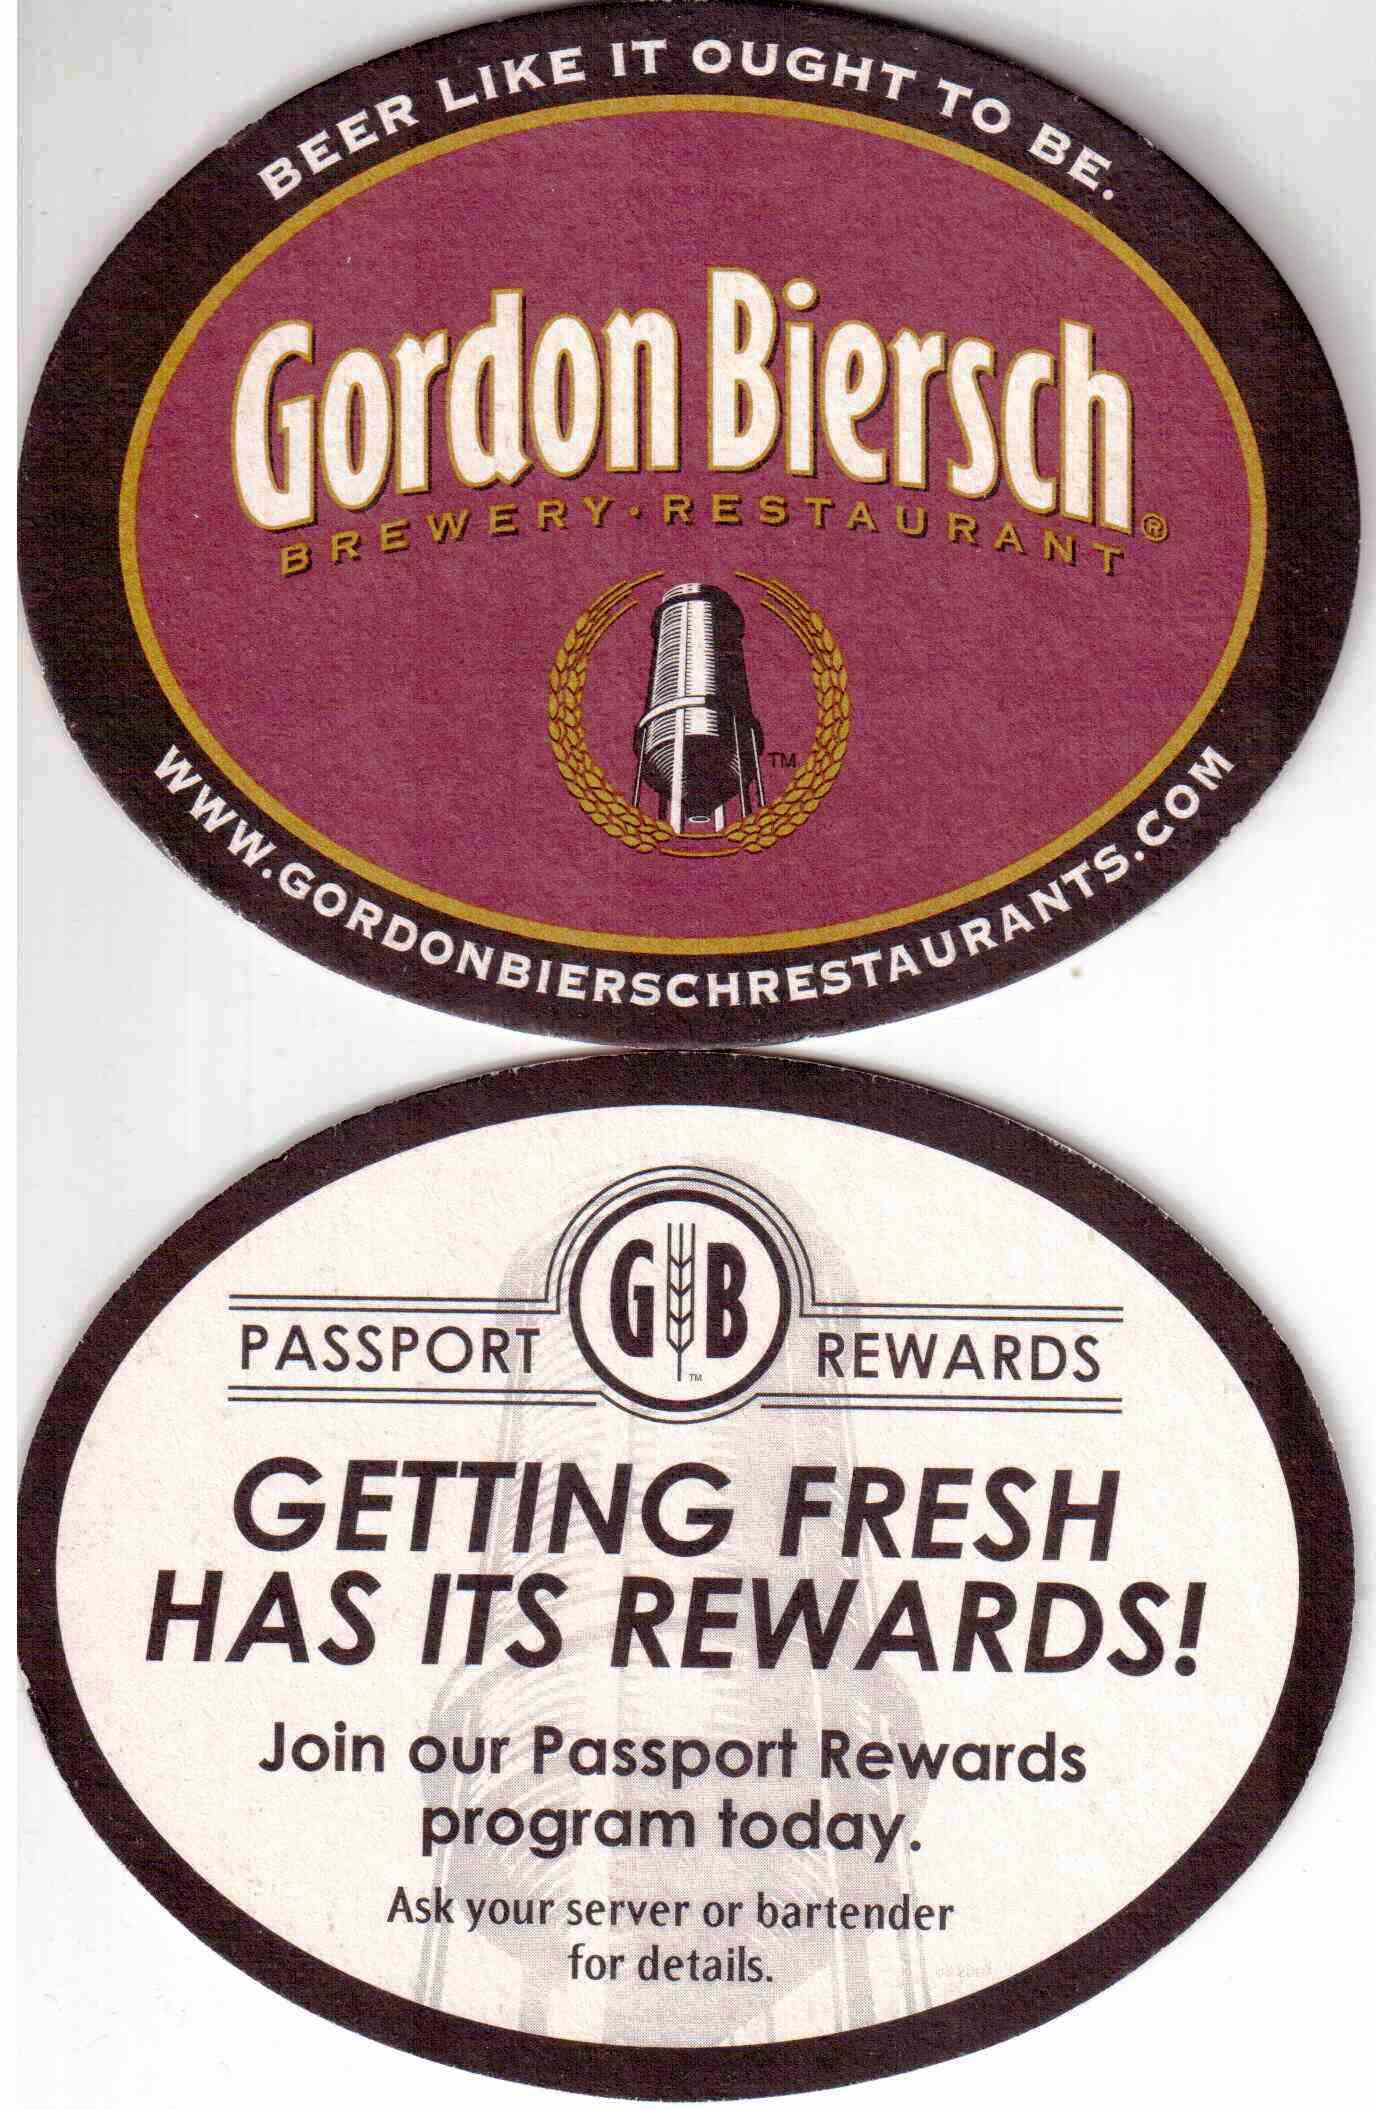 BEER LIKE IT OUGHT TO BE.
Gordon Biersch
BREWERY · RESTAURANT ®
TM
WWW.GORDONBIERSCHRESTAURANTS.COM
PASSPORT G B REWARDS
TM
GETTING FRESH
HAS ITS REWARDS!
Join our Passport Rewards
program today.
Ask your server or bartender
for details.